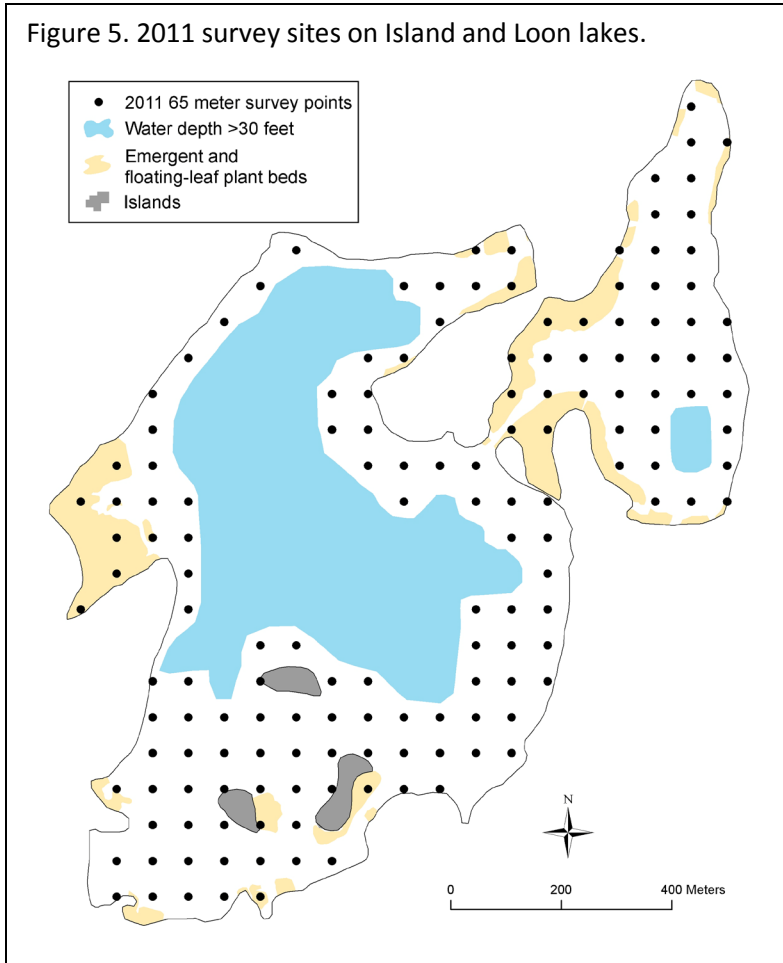 Figure 5. 2011 survey sites on Island and Loon lakes.
2011 65 meter survey points
Water depth >30 feet
Emergent and
floating-leaf plant beds
Islands
N
0 200 400 Meters